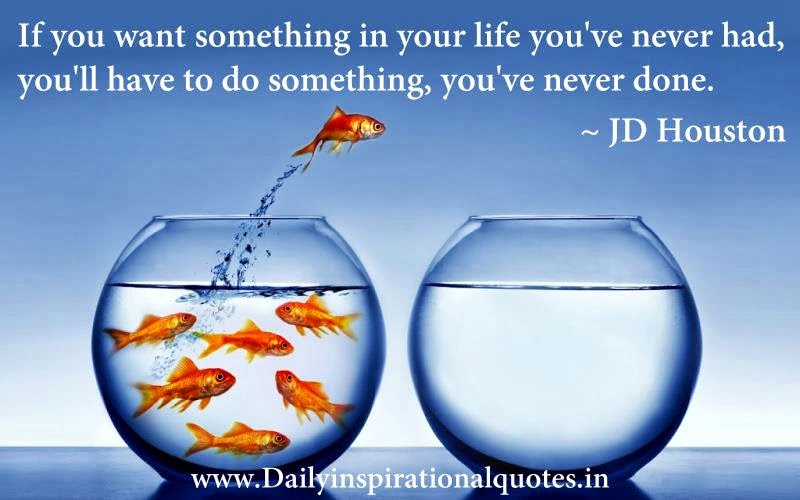 If you want something in your life you've never had,
you'll have to do something, you've never done.
~ JD Houston
www.Dailyinspirationalquotes.in